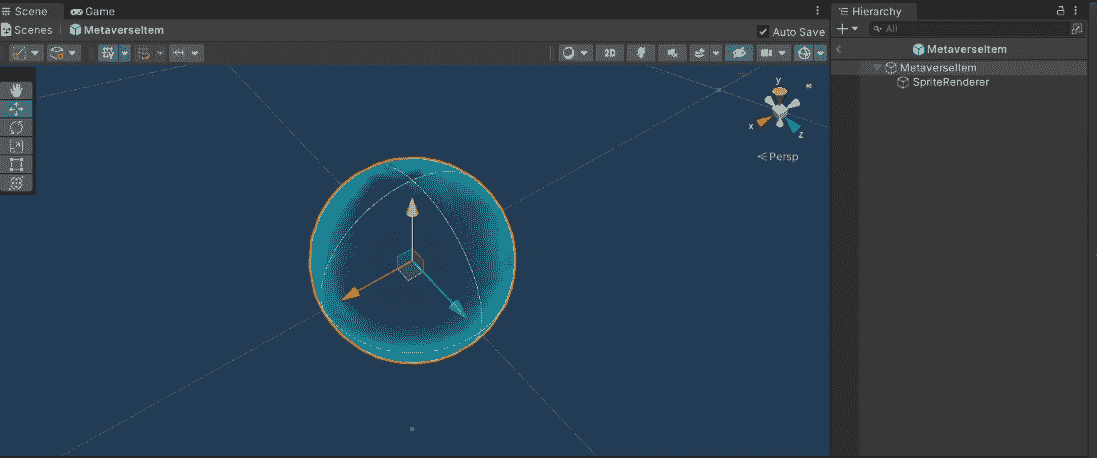 Scene Game
Scenes MetaverseItem Auto Save
2D
y
x
z
Persp
Hierarchy
All
MetaverseItem
MetaverseItem
SpriteRenderer